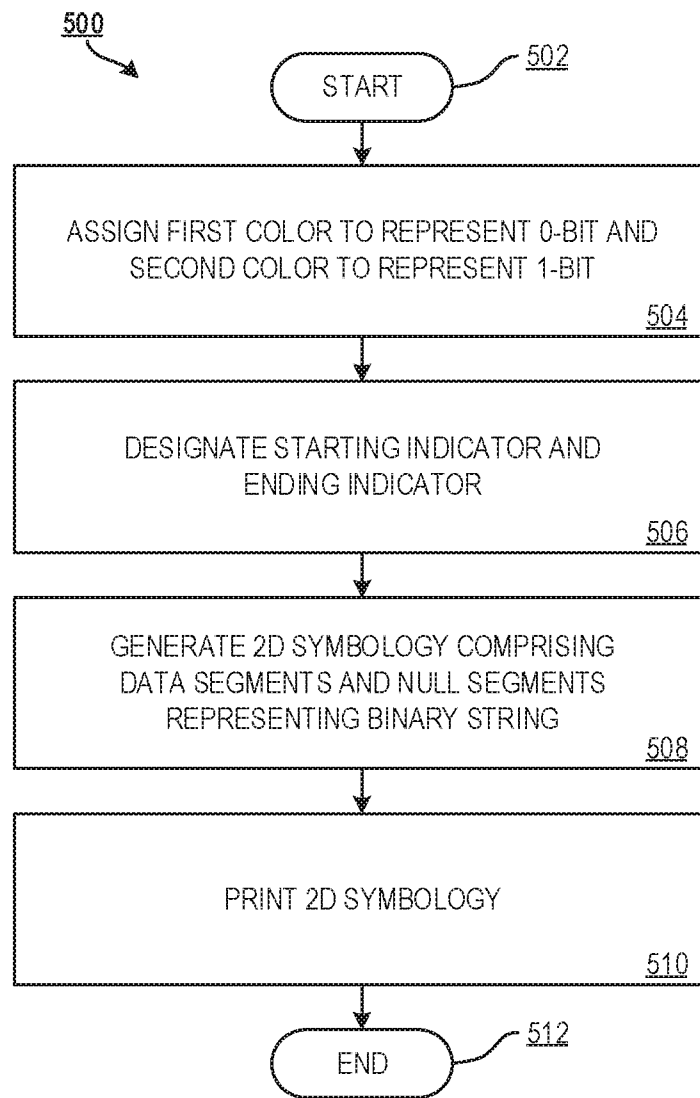 500
502
START
ASSIGN FIRST COLOR TO REPRESENT 0-BIT AND
SECOND COLOR TO REPRESENT 1-BIT
504
DESIGNATE STARTING INDICATOR AND
ENDING INDICATOR
506
GENERATE 2D SYMBOLOGY COMPRISING
DATA SEGMENTS AND NULL SEGMENTS
REPRESENTING BINARY STRING
508
PRINT 2D SYMBOLOGY
510
512
END